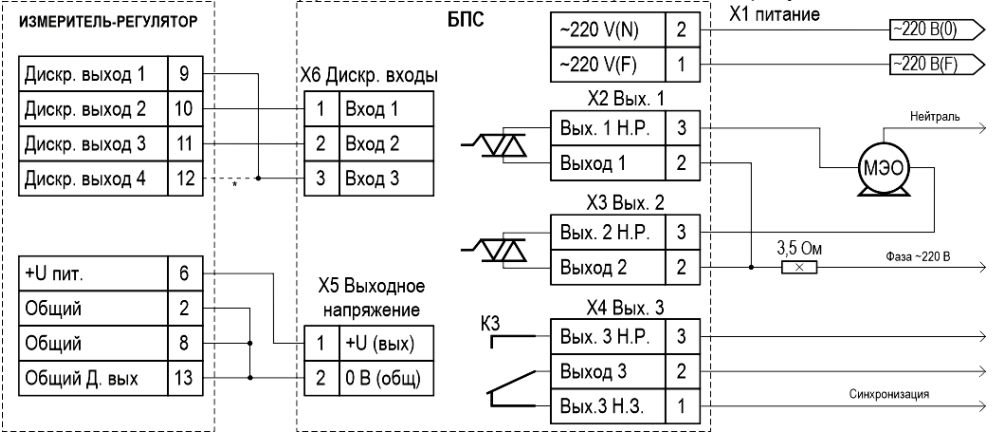 ИЗМЕРИТЕЛЬ-РЕГУЛЯТОР
Дискр. выход 1 9
Дискр. выход 2 10
Дискр. выход 3 11
Дискр. выход 4 12
*
+U пит. 6
Общий 2
Общий 8
Общий Д. вых 13
БПС
X6 Дискр. входы
1 Вход 1
2 Вход 2
3 Вход 3
X5 Выходное
напряжение
1 +U (вых)
2 0 В (общ)
X1 питание
~220 V(N) 2
~220 V(F) 1
~220 В(0)
~220 В(F)
X2 Вых. 1
Вых. 1 Н.Р. 3
Выход 1 2
Нейтраль
МЭО
X3 Вых. 2
Вых. 2 Н.Р. 3
Выход 2 2
3,5 Ом
Фаза ~220 В
X4 Вых. 3
К3
Вых. 3 Н.Р. 3
Выход 3 2
Вых.3 Н.З. 1
Синхронизация